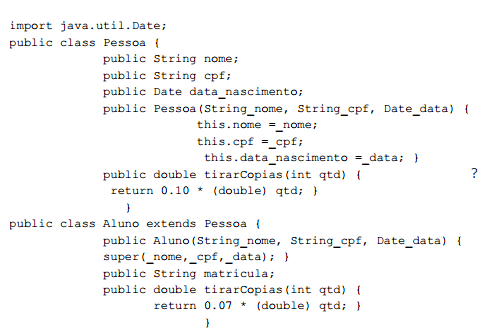 import java.util.Date;
public class Pessoa {
public String nome;
public String cpf;
public Date data_nascimento;
public Pessoa(String_nome, String_cpf, Date_data) {
this.nome =_nome;
this.cpf =_cpf;
this.data_nascimento =_data; }
public double tirarCopias(int qtd) { ?
return 0.10 * (double) qtd; }
}
public class Aluno extends Pessoa {
public Aluno(String_nome, String_cpf, Date_data) {
super(_nome,_cpf,_data); }
public String matricula;
public double tirarCopias(int qtd) {
return 0.07 * (double) qtd; }
}